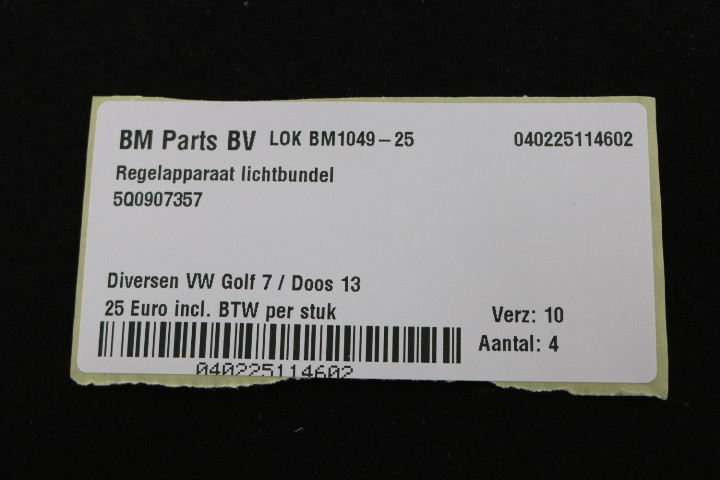 BM Parts BV LOK BM1049-25 040225114602
Regelapparaat lichtbundel
5Q0907357
Diversen VW Golf 7 / Doos 13
25 Euro incl. BTW per stuk Verz: 10
Aantal: 4
040225114602